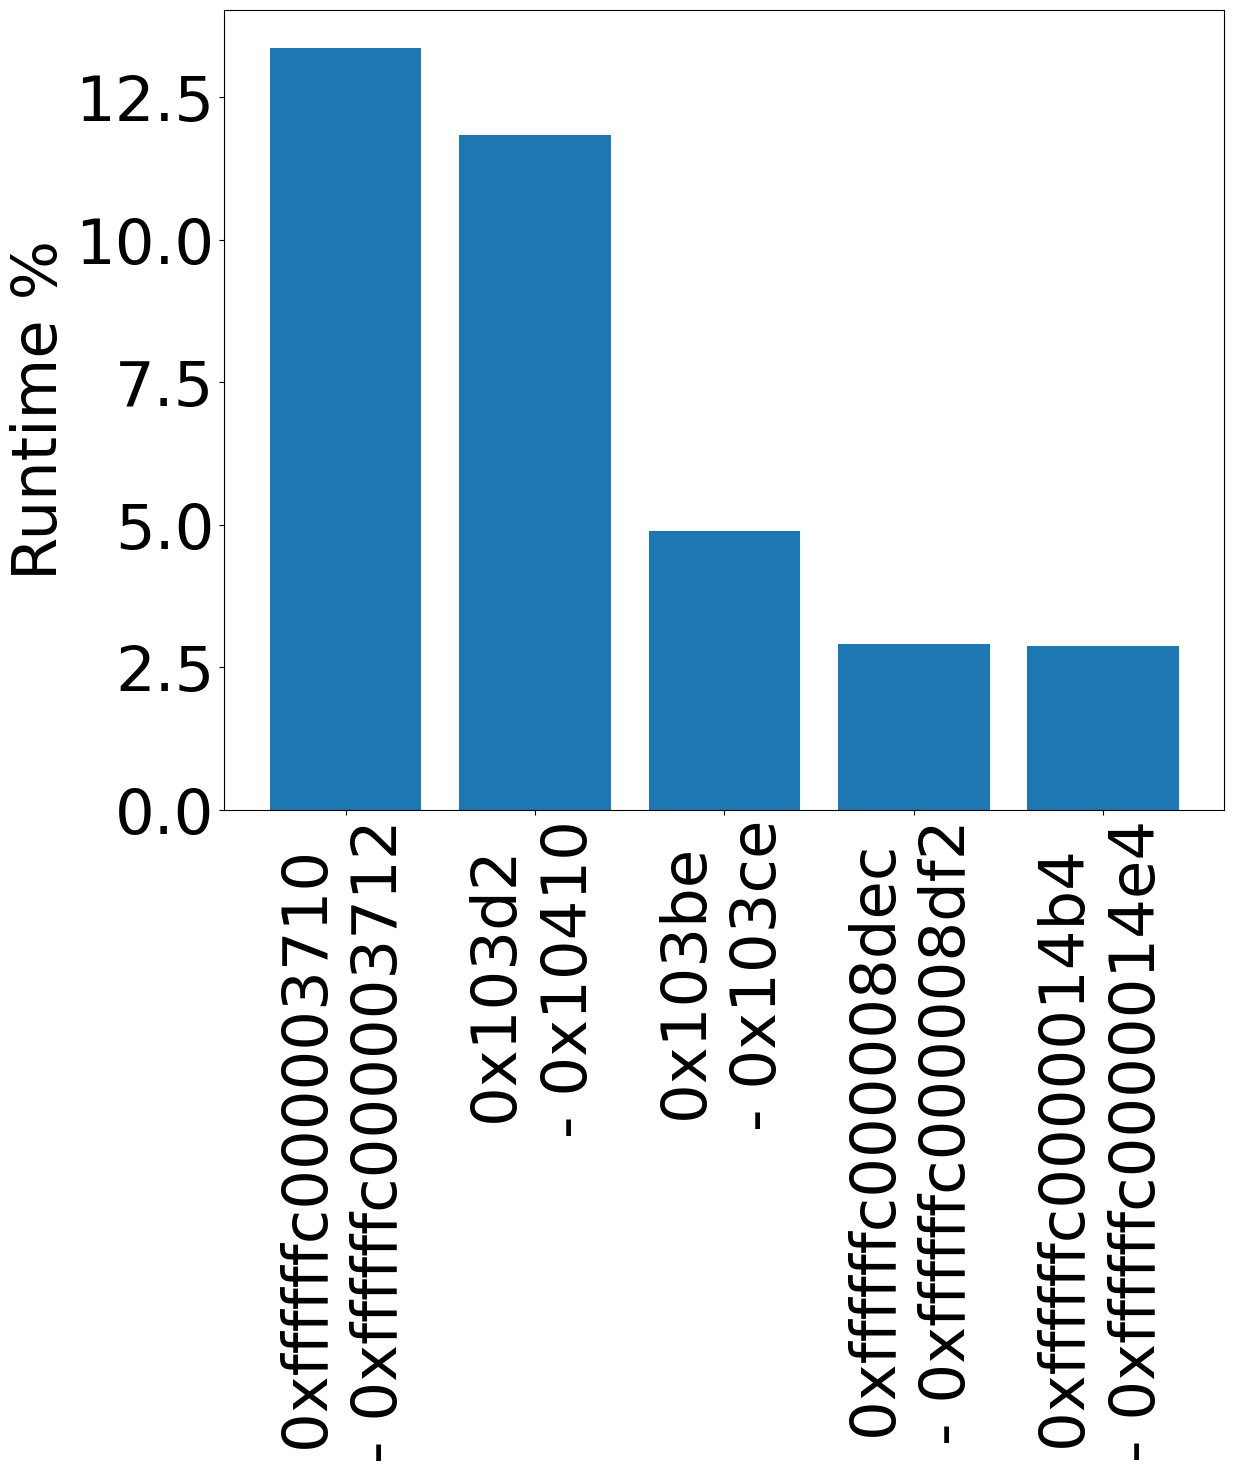 12.5
10.0
7.5
5.0
2.5
0.0
Runtime %
0xffffffc000003710
- 0xffffffc000003712
0x103d2
- 0x10410
0x103be
- 0x103ce
0xffffffc000008dec
- 0xffffffc000008df2
0xffffffc0000014b4
- 0xffffffc0000014e4